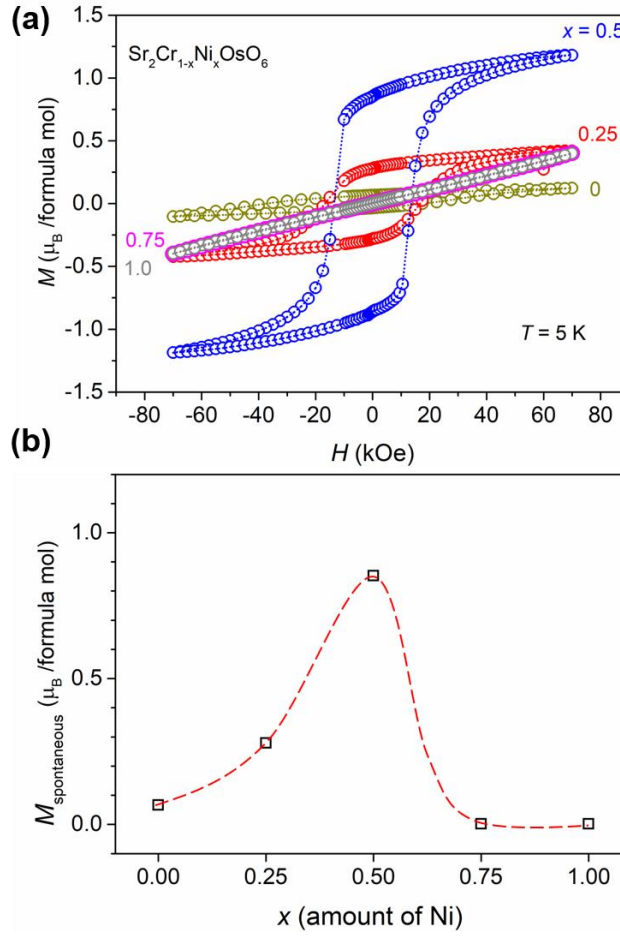 (a)
Sr2Cr1-xNixOsO6
x = 0.5
0.25
0
0.75
1.0
T = 5 K
M (μB /formula mol)
1.5
1.0
0.5
0.0
-0.5
-1.0
-1.5
-80 -60 -40 -20 0 20 40 60 80
H (kOe)
(b)
Mspontaneous (μB /formula mol)
1.0
0.5
0.0
0.00 0.25 0.50 0.75 1.00
x (amount of Ni)